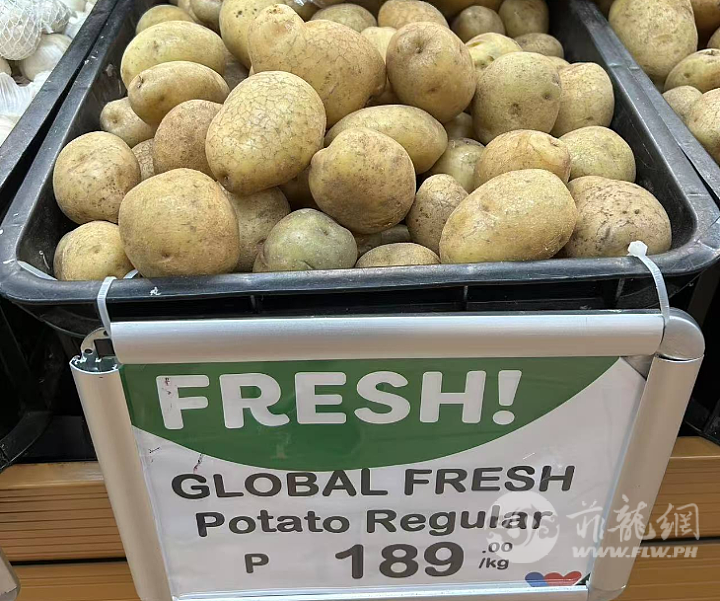 FRESH!
GLOBAL FRESH
Potato Regular
P 189 .00 /kg
菲龍網
WWW.FLW.PH